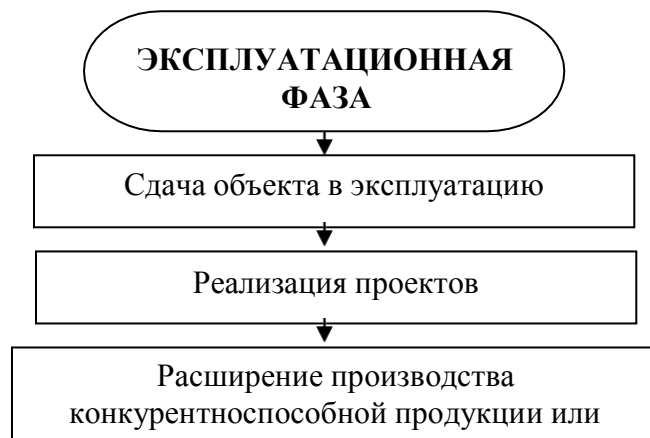 ЭКСПЛУАТАЦИОННАЯ
ФАЗА
Сдача объекта в эксплуатацию
Реализация проектов
Расширение производства
конкурентноспособной продукции или